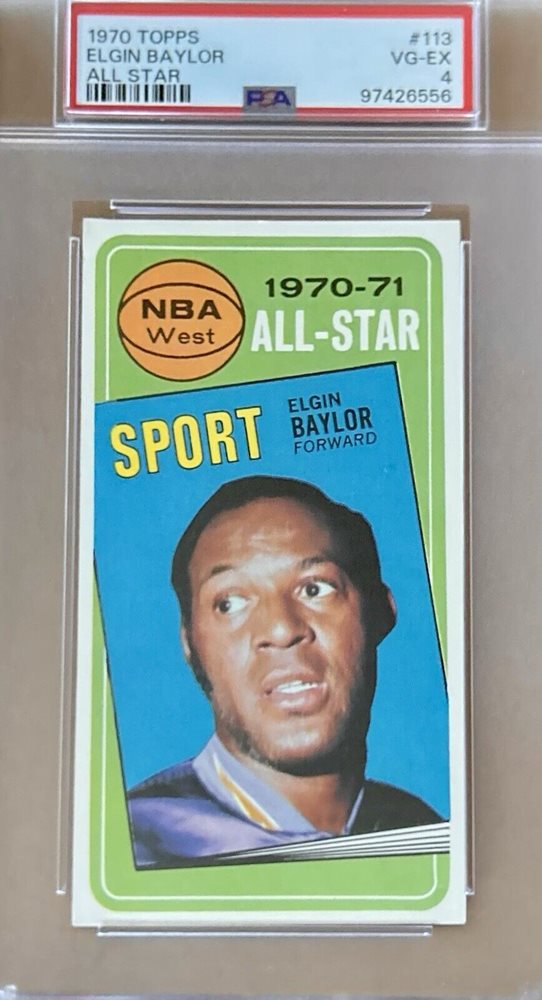 1970 TOPPS #113
ELGIN BAYLOR VG-EX
ALL STAR 4
PSA 97426556
NBA
West
1970-71
ALL-STAR
SPORT
ELGIN
BAYLOR
FORWARD